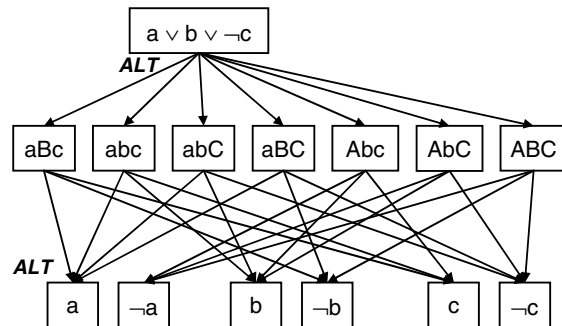 a ∨ b ∨ ¬c
ALT
aBc abc abC aBC Abc AbC ABC
ALT
a ¬a b ¬b c ¬c